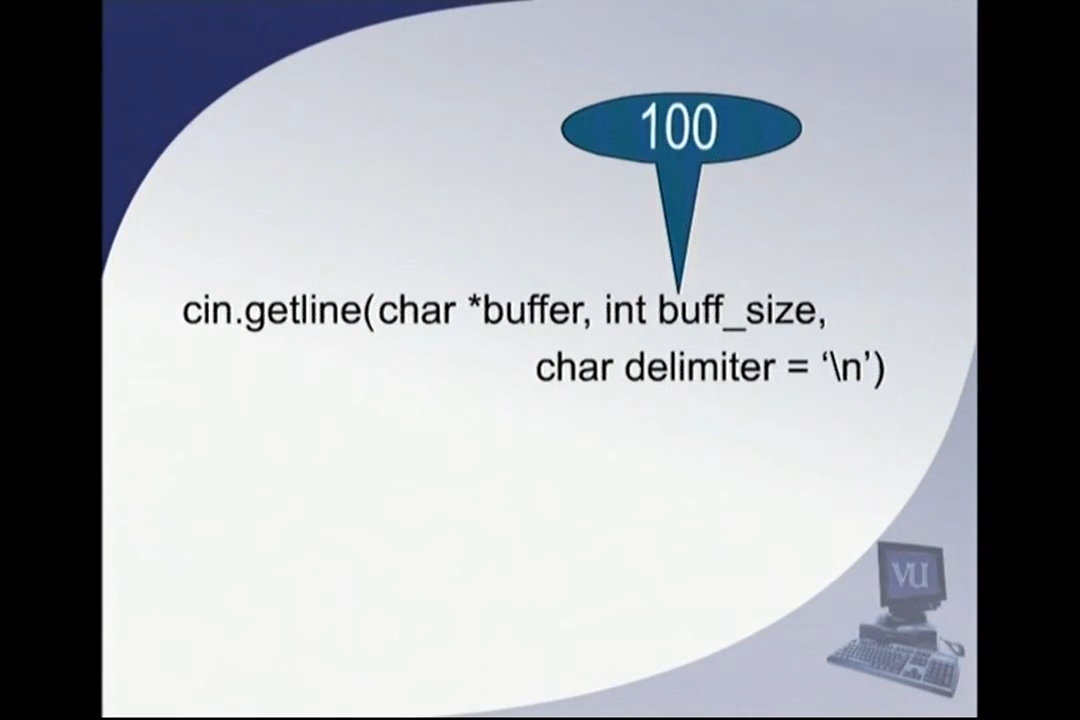 100
cin.getline(char *buffer, int buff_size,
char delimiter = ‘\n’)
VU